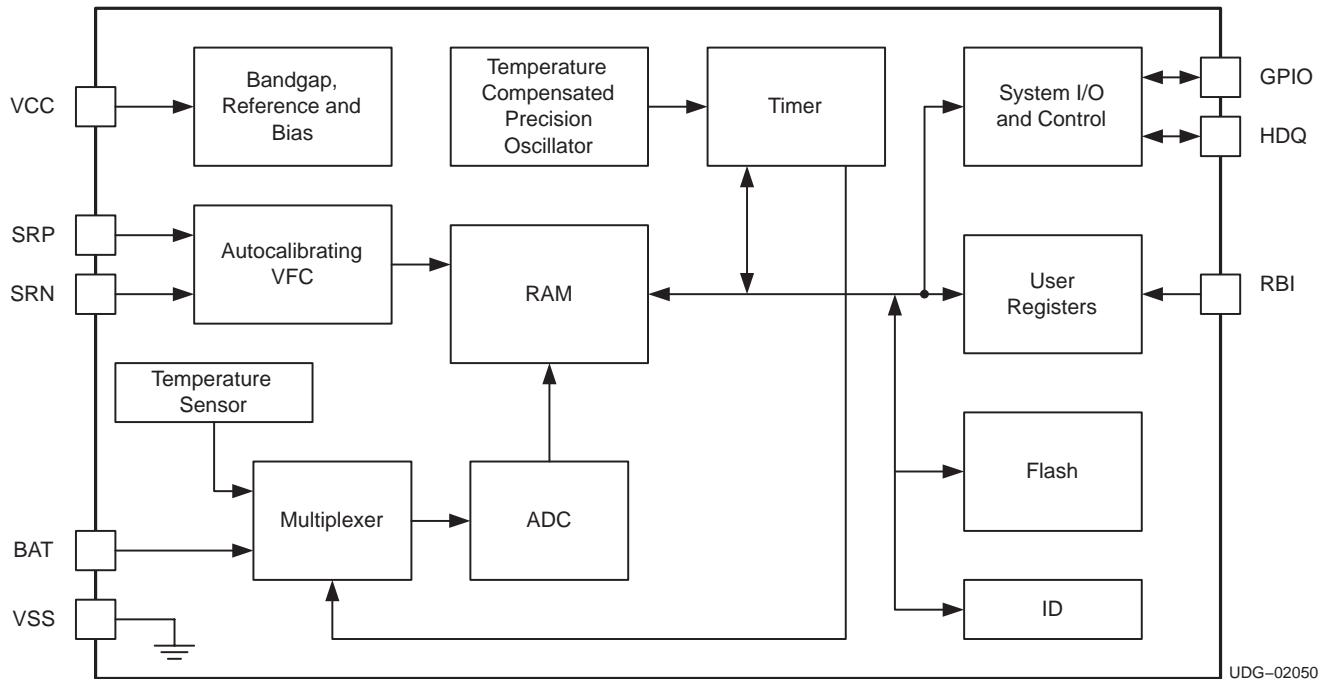 VCC
Bandgap,
Reference and
Bias
Temperature
Compensated
Precision
Oscillator
Timer
System I/O
and Control
GPIO
HDQ
SRP
SRN
Autocalibrating
VFC
RAM
User
Registers
RBI
Temperature
Sensor
Multiplexer
ADC
Flash
BAT
VSS
ID
UDG–02050